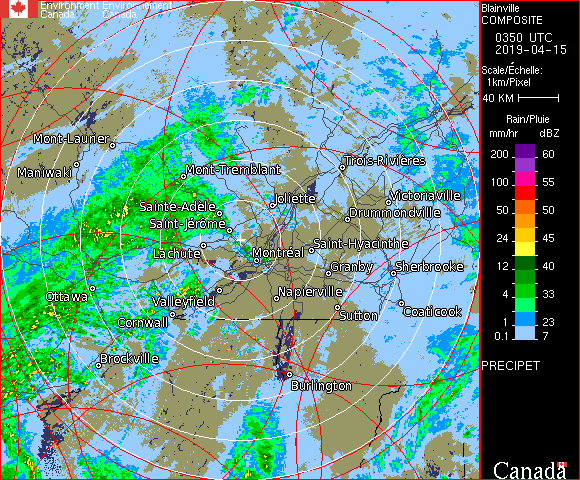 Environment Environnement
Canada Canada
Blainville
COMPOSITE
0350 UTC
2019-04-15
Scale/Échelle:
1km/Pixel
40 KM
Rain/Pluie
mm/hr dBZ
200 60
100 55
50 50
24 45
12 40
4 33
1 23
0.1 7
PRECIPET
Mont-Laurier
Maniwaki
Mont-Tremblant
Trois-Rivières
Joliette
VictoriaVille
Sainte-Adele
Drummondville
Saint-Jérôme
Saint-Hyacinthe
Lachute
Montréal
Granby
Sherbrooke
Ottawa
Napierville
Valleyfield
Coaticook
Cornwall
Sutton
Brockville
Burlington
Canada